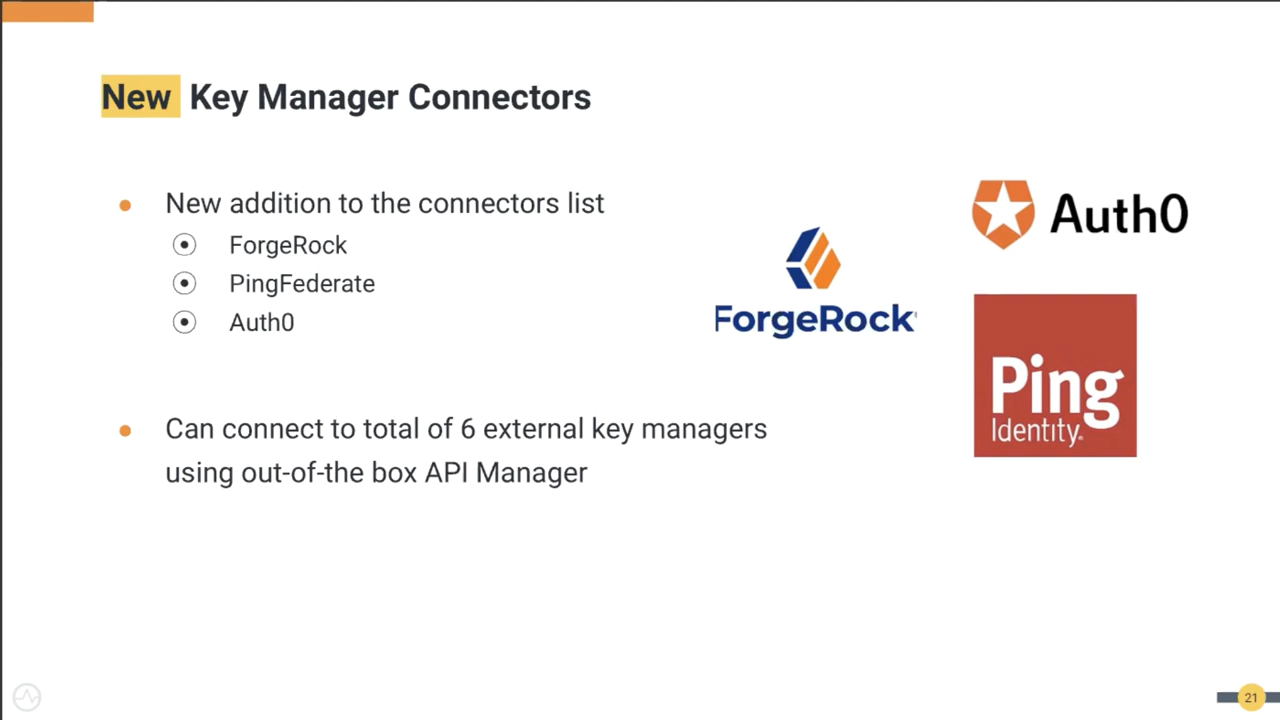 New Key Manager Connectors
New addition to the connectors list
ForgeRock
PingFederate
Auth0
Can connect to total of 6 external key managers
using out-of-the box API Manager
ForgeRock
Auth0
Ping
Identity.
21